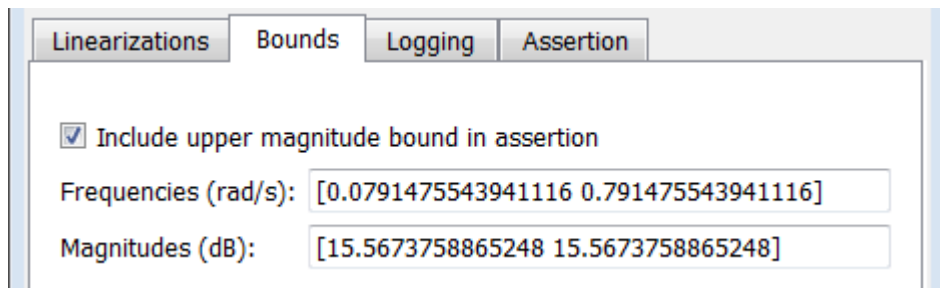 Linearizations Bounds Logging Assertion
Include upper magnitude bound in assertion
Frequencies (rad/s): [0.0791475543941116 0.791475543941116]
Magnitudes (dB): [15.5673758865248 15.5673758865248]